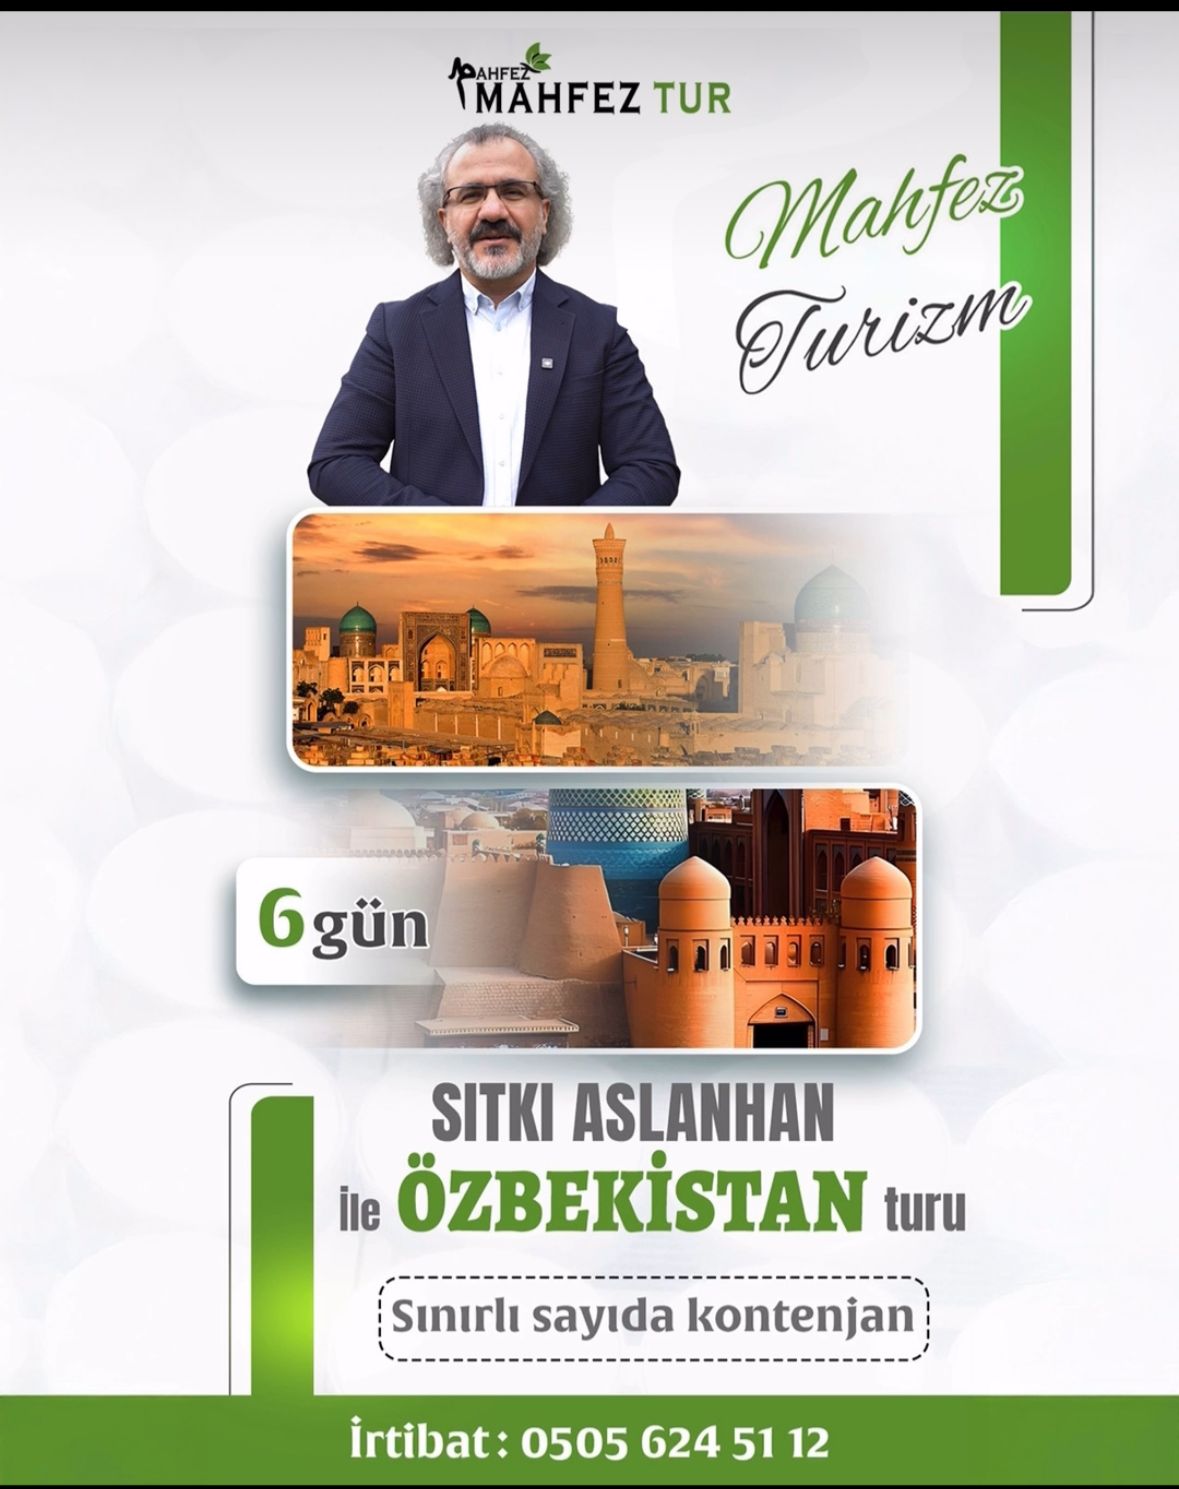 MAHFEZ
MAHFEZ TUR
Mahfez
Turizm
6 gün
SITKI ASLANHAN
ile ÖZBEKİSTAN turu
Sınırlı sayıda kontenjan
İrtibat : 0505 624 51 12